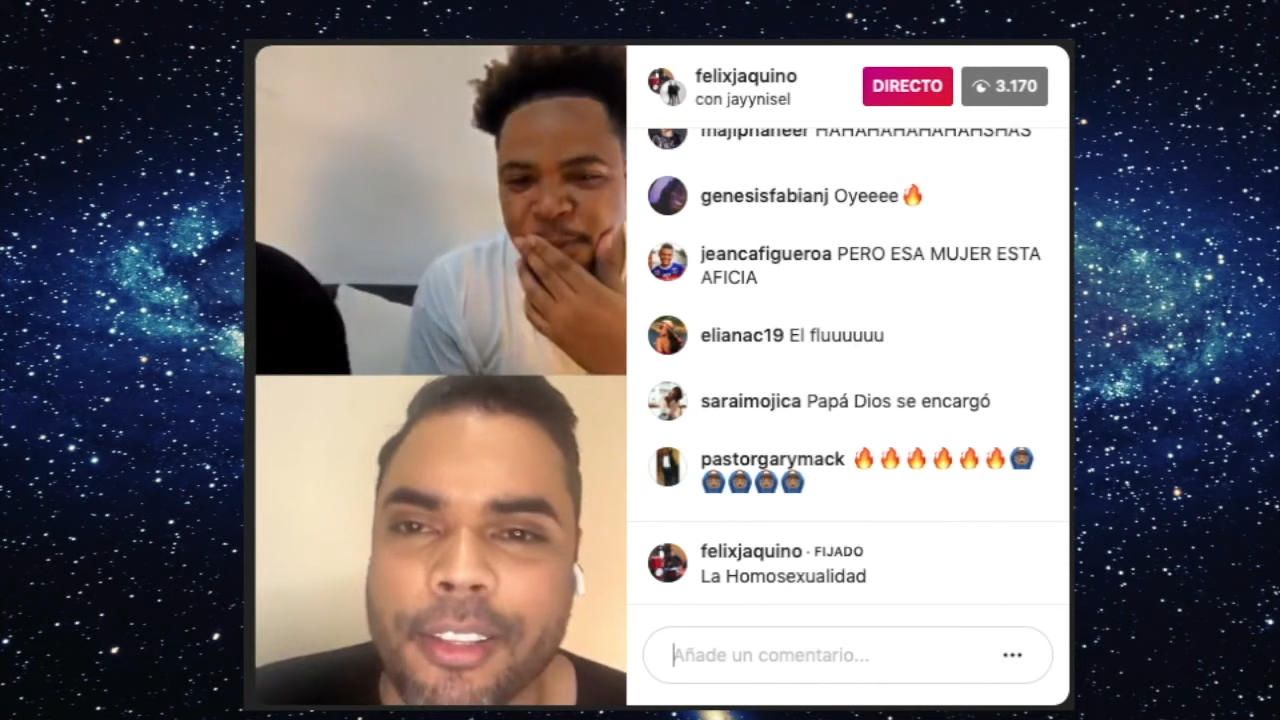 felixjaquino
con jayynisel
DIRECTO
3.170
majiphaneer HAHAHAHAHAHAHSHAS
genesisfabianj Oyeeee🔥
jeancafigueroa PERO ESA MUJER ESTA
AFICIA
elianac19 El fluuuuuu
saraimojica Papá Dios se encargó
pastorgarymack 🔥🔥🔥🔥🔥🔥🙆🏾‍♂️
🙆🏾‍♂️🙆🏾‍♂️🙆🏾‍♂️🙆🏾‍♂️
felixjaquino · FIJADO
La Homosexualidad
Añade un comentario...